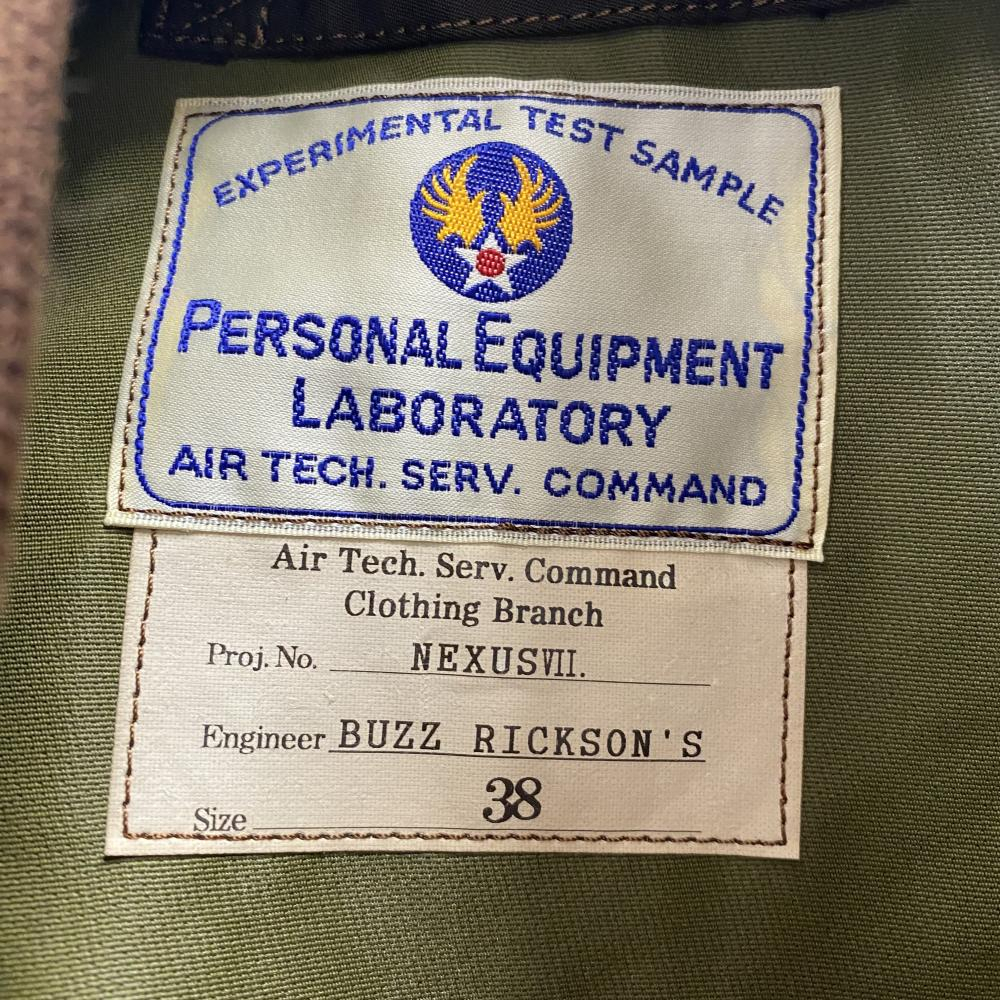 EXPERIMENTAL TEST SAMPLE
PERSONAL EQUIPMENT
LABORATORY
AIR TECH. SERV. COMMAND
Air Tech. Serv. Command
Clothing Branch
Proj. No. NEXUSVII.
Engineer BUZZ RICKSON'S
Size 38